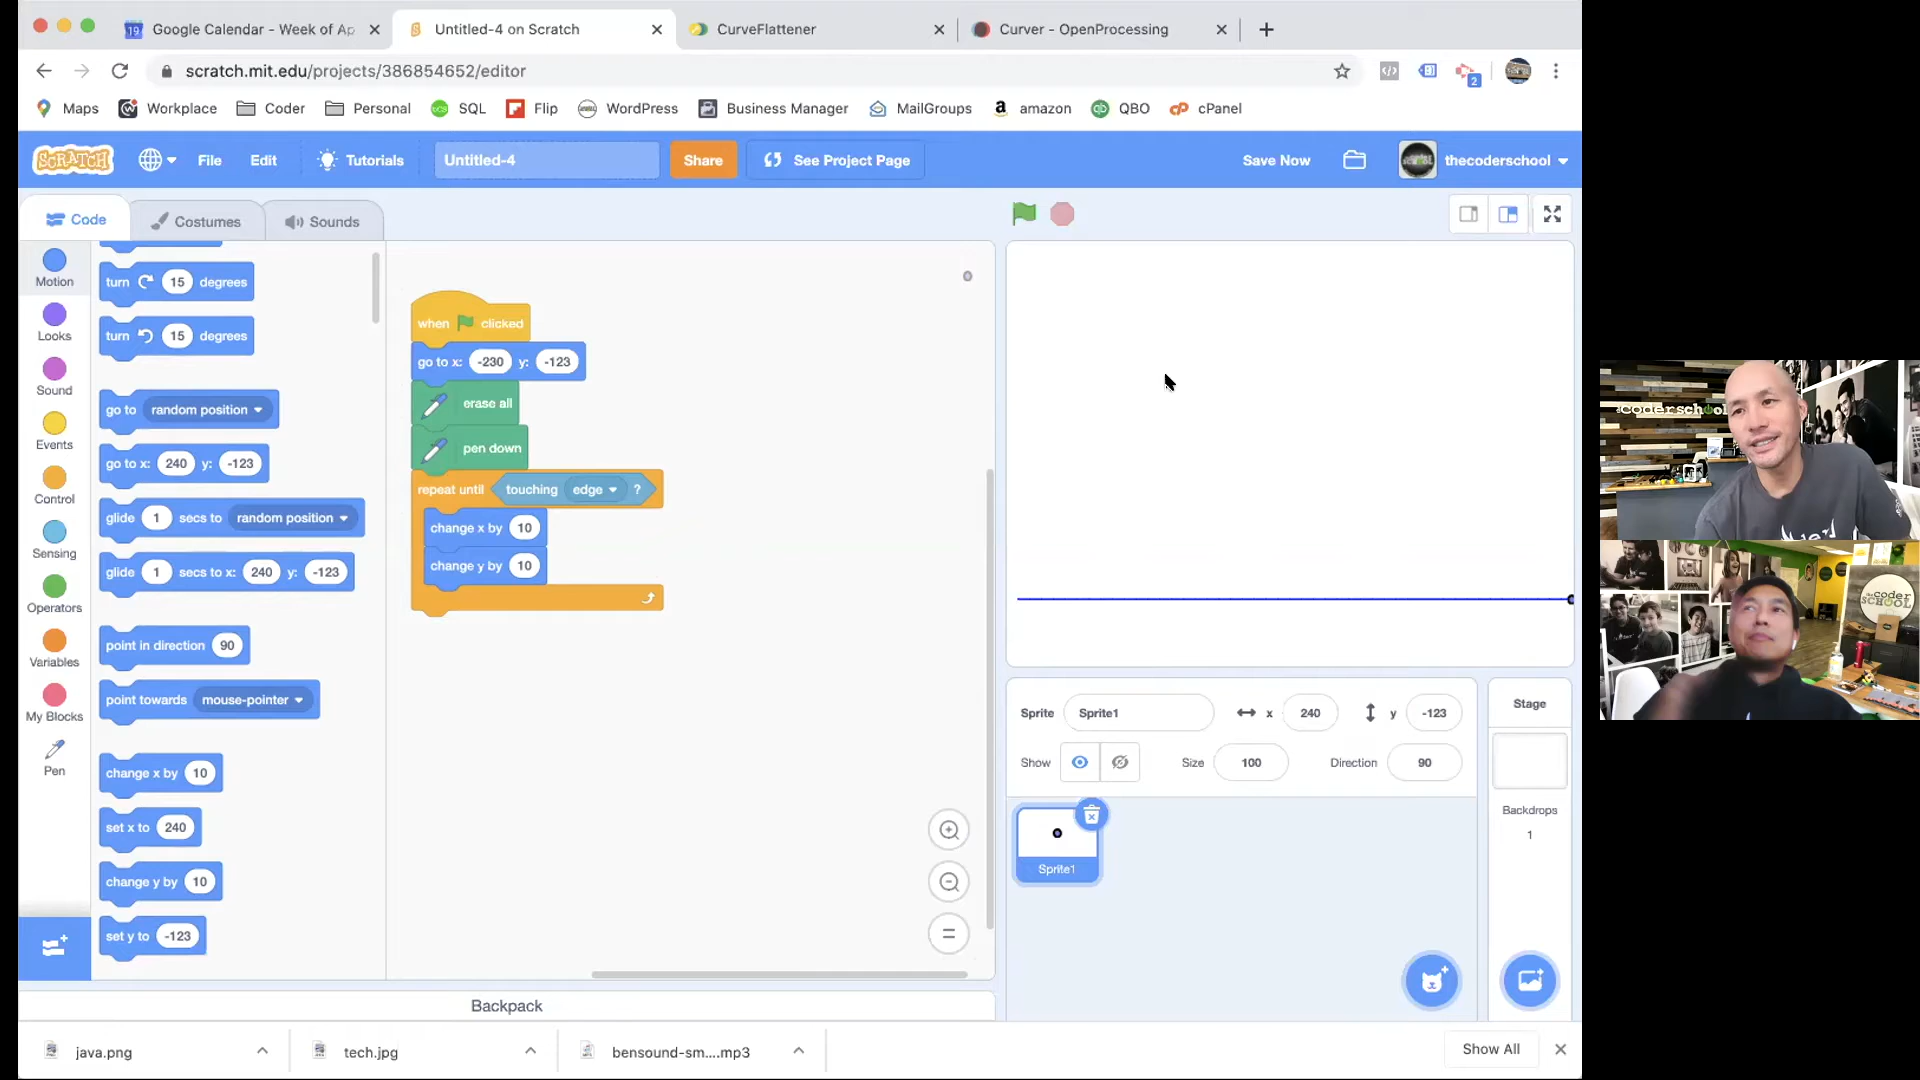 Google Calendar - Week of Ap
Untitled-4 on Scratch
CurveFlattener
Curver - OpenProcessing
scratch.mit.edu/projects/386854652/editor
2
Maps
Workplace
Coder
Personal
SQL
Flip
WordPress
Business Manager
MailGroups
amazon
QBO
cPanel
SCRATCH
File
Edit
Tutorials
Untitled-4
Share
See Project Page
Save Now
thecoderschool
Code
Costumes
Sounds
Motion
Looks
Sound
Events
Control
Sensing
Operators
Variables
My Blocks
Pen
turn 15 degrees
turn 15 degrees
go to random position
go to x: 240 y: -123
glide 1 secs to random position
glide 1 secs to x: 240 y: -123
point in direction 90
point towards mouse-pointer
change x by 10
set x to 240
change y by 10
set y to -123
when clicked
go to x: -230 y: -123
erase all
pen down
repeat until touching edge ?
change x by 10
change y by 10
Backpack
Sprite Sprite1 x 240 y -123
Show Size 100 Direction 90
Sprite1
Stage
Backdrops
1
java.png
tech.jpg
bensound-sm....mp3
Show All
theCoderschool
the
coder
SCHOOL